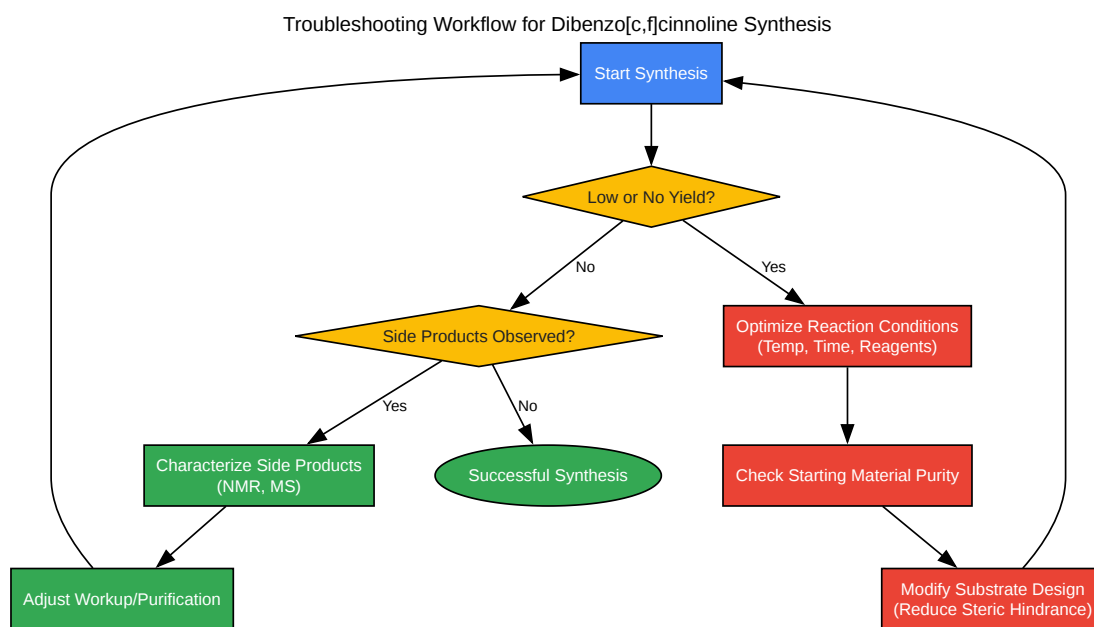 Troubleshooting Workflow for Dibenzo[c,f]cinnoline Synthesis
Start Synthesis
Low or No Yield?
No
Yes
Side Products Observed?
Optimize Reaction Conditions
(Temp, Time, Reagents)
Yes
No
Characterize Side Products
(NMR, MS)
Successful Synthesis
Check Starting Material Purity
Adjust Workup/Purification
Modify Substrate Design
(Reduce Steric Hindrance)